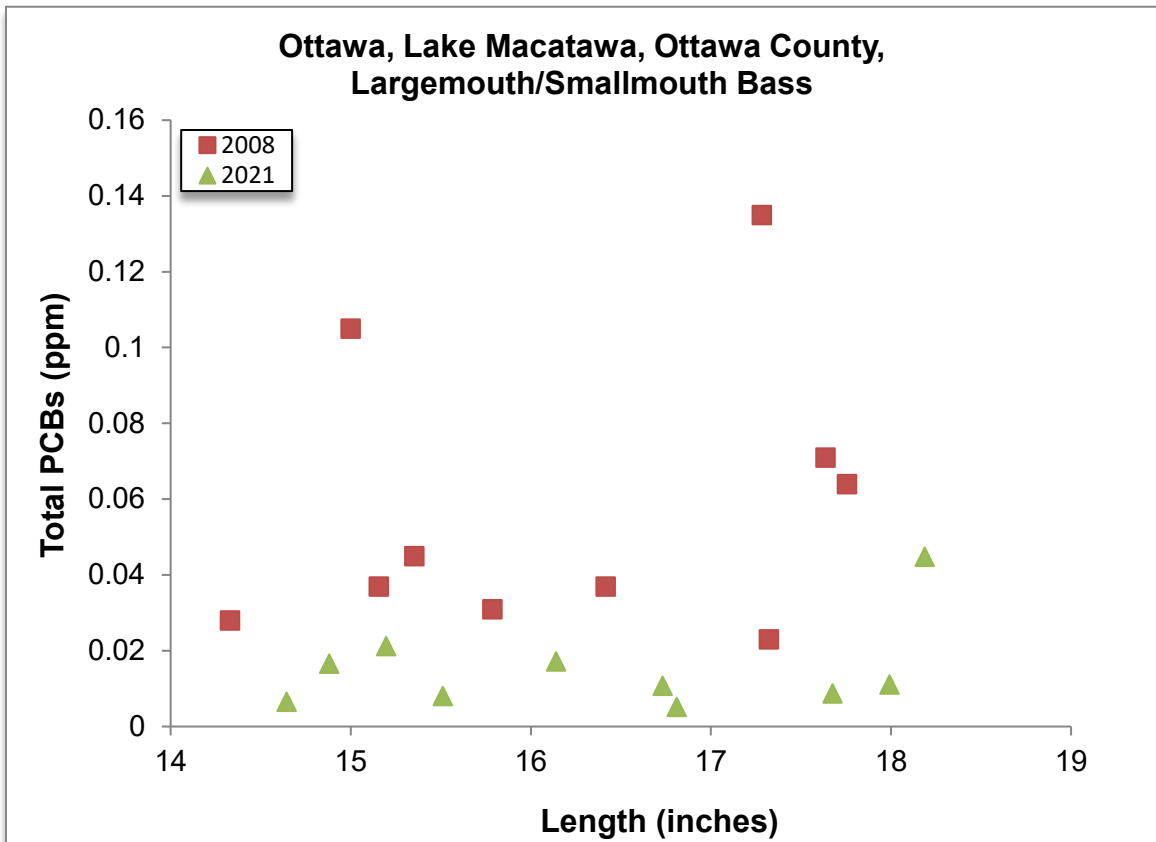 Ottawa, Lake Macatawa, Ottawa County,
Largemouth/Smallmouth Bass
2008
2021
Total PCBs (ppm)
0.16
0.14
0.12
0.1
0.08
0.06
0.04
0.02
0
14 15 16 17 18 19
Length (inches)